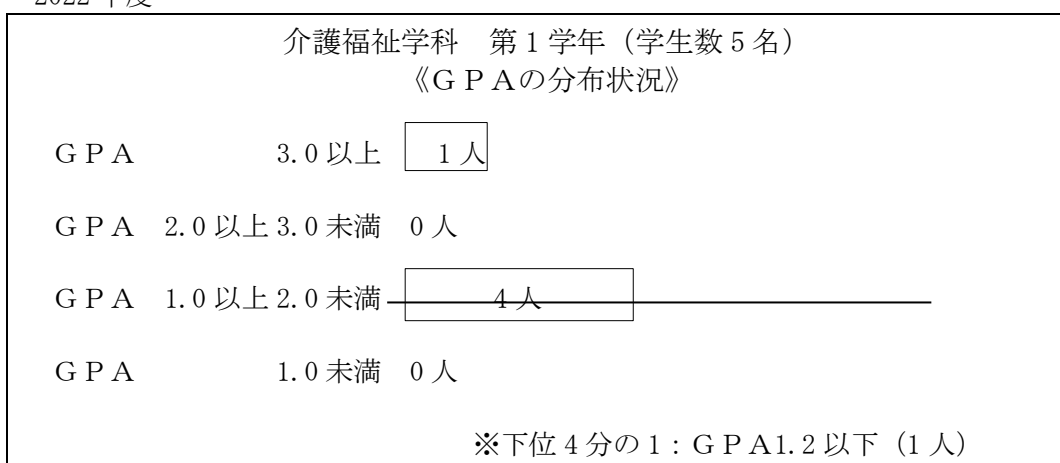 2022 年度
介護福祉学科　第１学年（学生数５名）
《ＧＰＡの分布状況》
ＧＰＡ　3.0 以上　１人
ＧＰＡ　2.0 以上 3.0 未満　０人
ＧＰＡ　1.0 以上 2.0 未満　４人
ＧＰＡ　1.0 未満　０人
※下位４分の１：ＧＰＡ1.2 以下（１人）